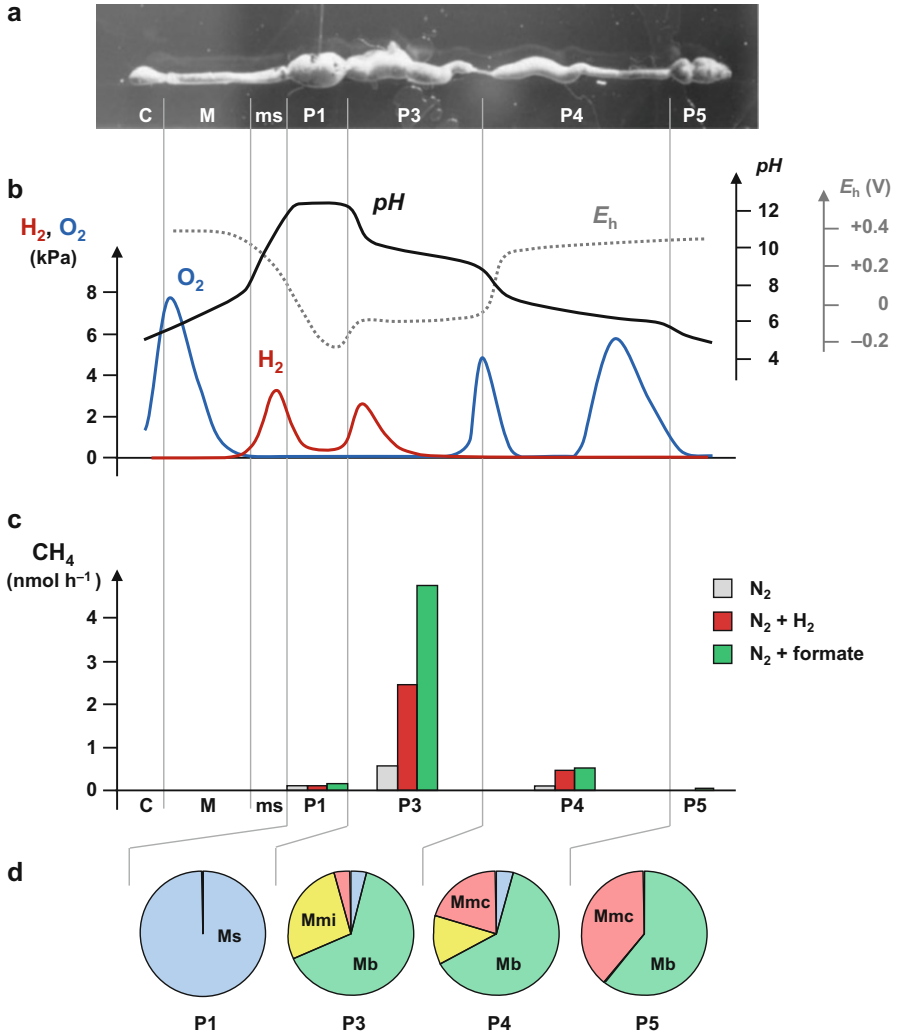 a
C M ms P1 P3 P4 P5
b
H₂, O₂
(kPa)
pH
Eₕ (V)
pH
Eₕ
O₂
H₂
8
6
4
2
0
12
10
8
6
4
+0.4
+0.2
0
–0.2
c
CH₄
(nmol h⁻¹)
4
3
2
1
0
N₂
N₂ + H₂
N₂ + formate
C M ms P1 P3 P4 P5
d
Ms
Mmi
Mb
Mmc
Mb
Mmc
Mb
P1 P3 P4 P5